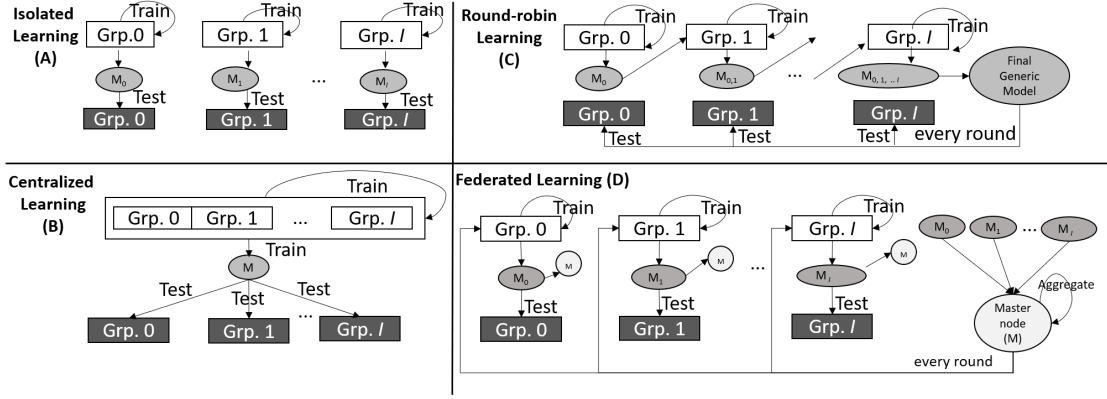 Isolated
Learning
(A)
Train
Train
Train
Grp.0
Grp. 1
Grp. I
M0
M1
...
MI
Test
Test
Test
Grp. 0
Grp. 1
Grp. I
Round-robin
Learning
(C)
Train
Train
Train
Grp. 0
Grp. 1
Grp. I
M0
M0,1
...
M0, 1, .. I
Final
Generic
Model
Grp. 0
Grp. 1
Grp. I
Test
Test
Test
every round
Centralized
Learning
(B)
Train
Grp. 0
Grp. 1
...
Grp. I
Train
M
Test
Test
Test
...
Grp. 0
Grp. 1
Grp. I
Federated Learning (D)
Train
Train
Train
Grp. 0
Grp. 1
Grp. I
M0
M1
...
MI
M
M
M
M0
M1
...
MI
Test
Test
Test
Grp. 0
Grp. 1
Grp. I
Aggregate
Master
node
(M)
every round